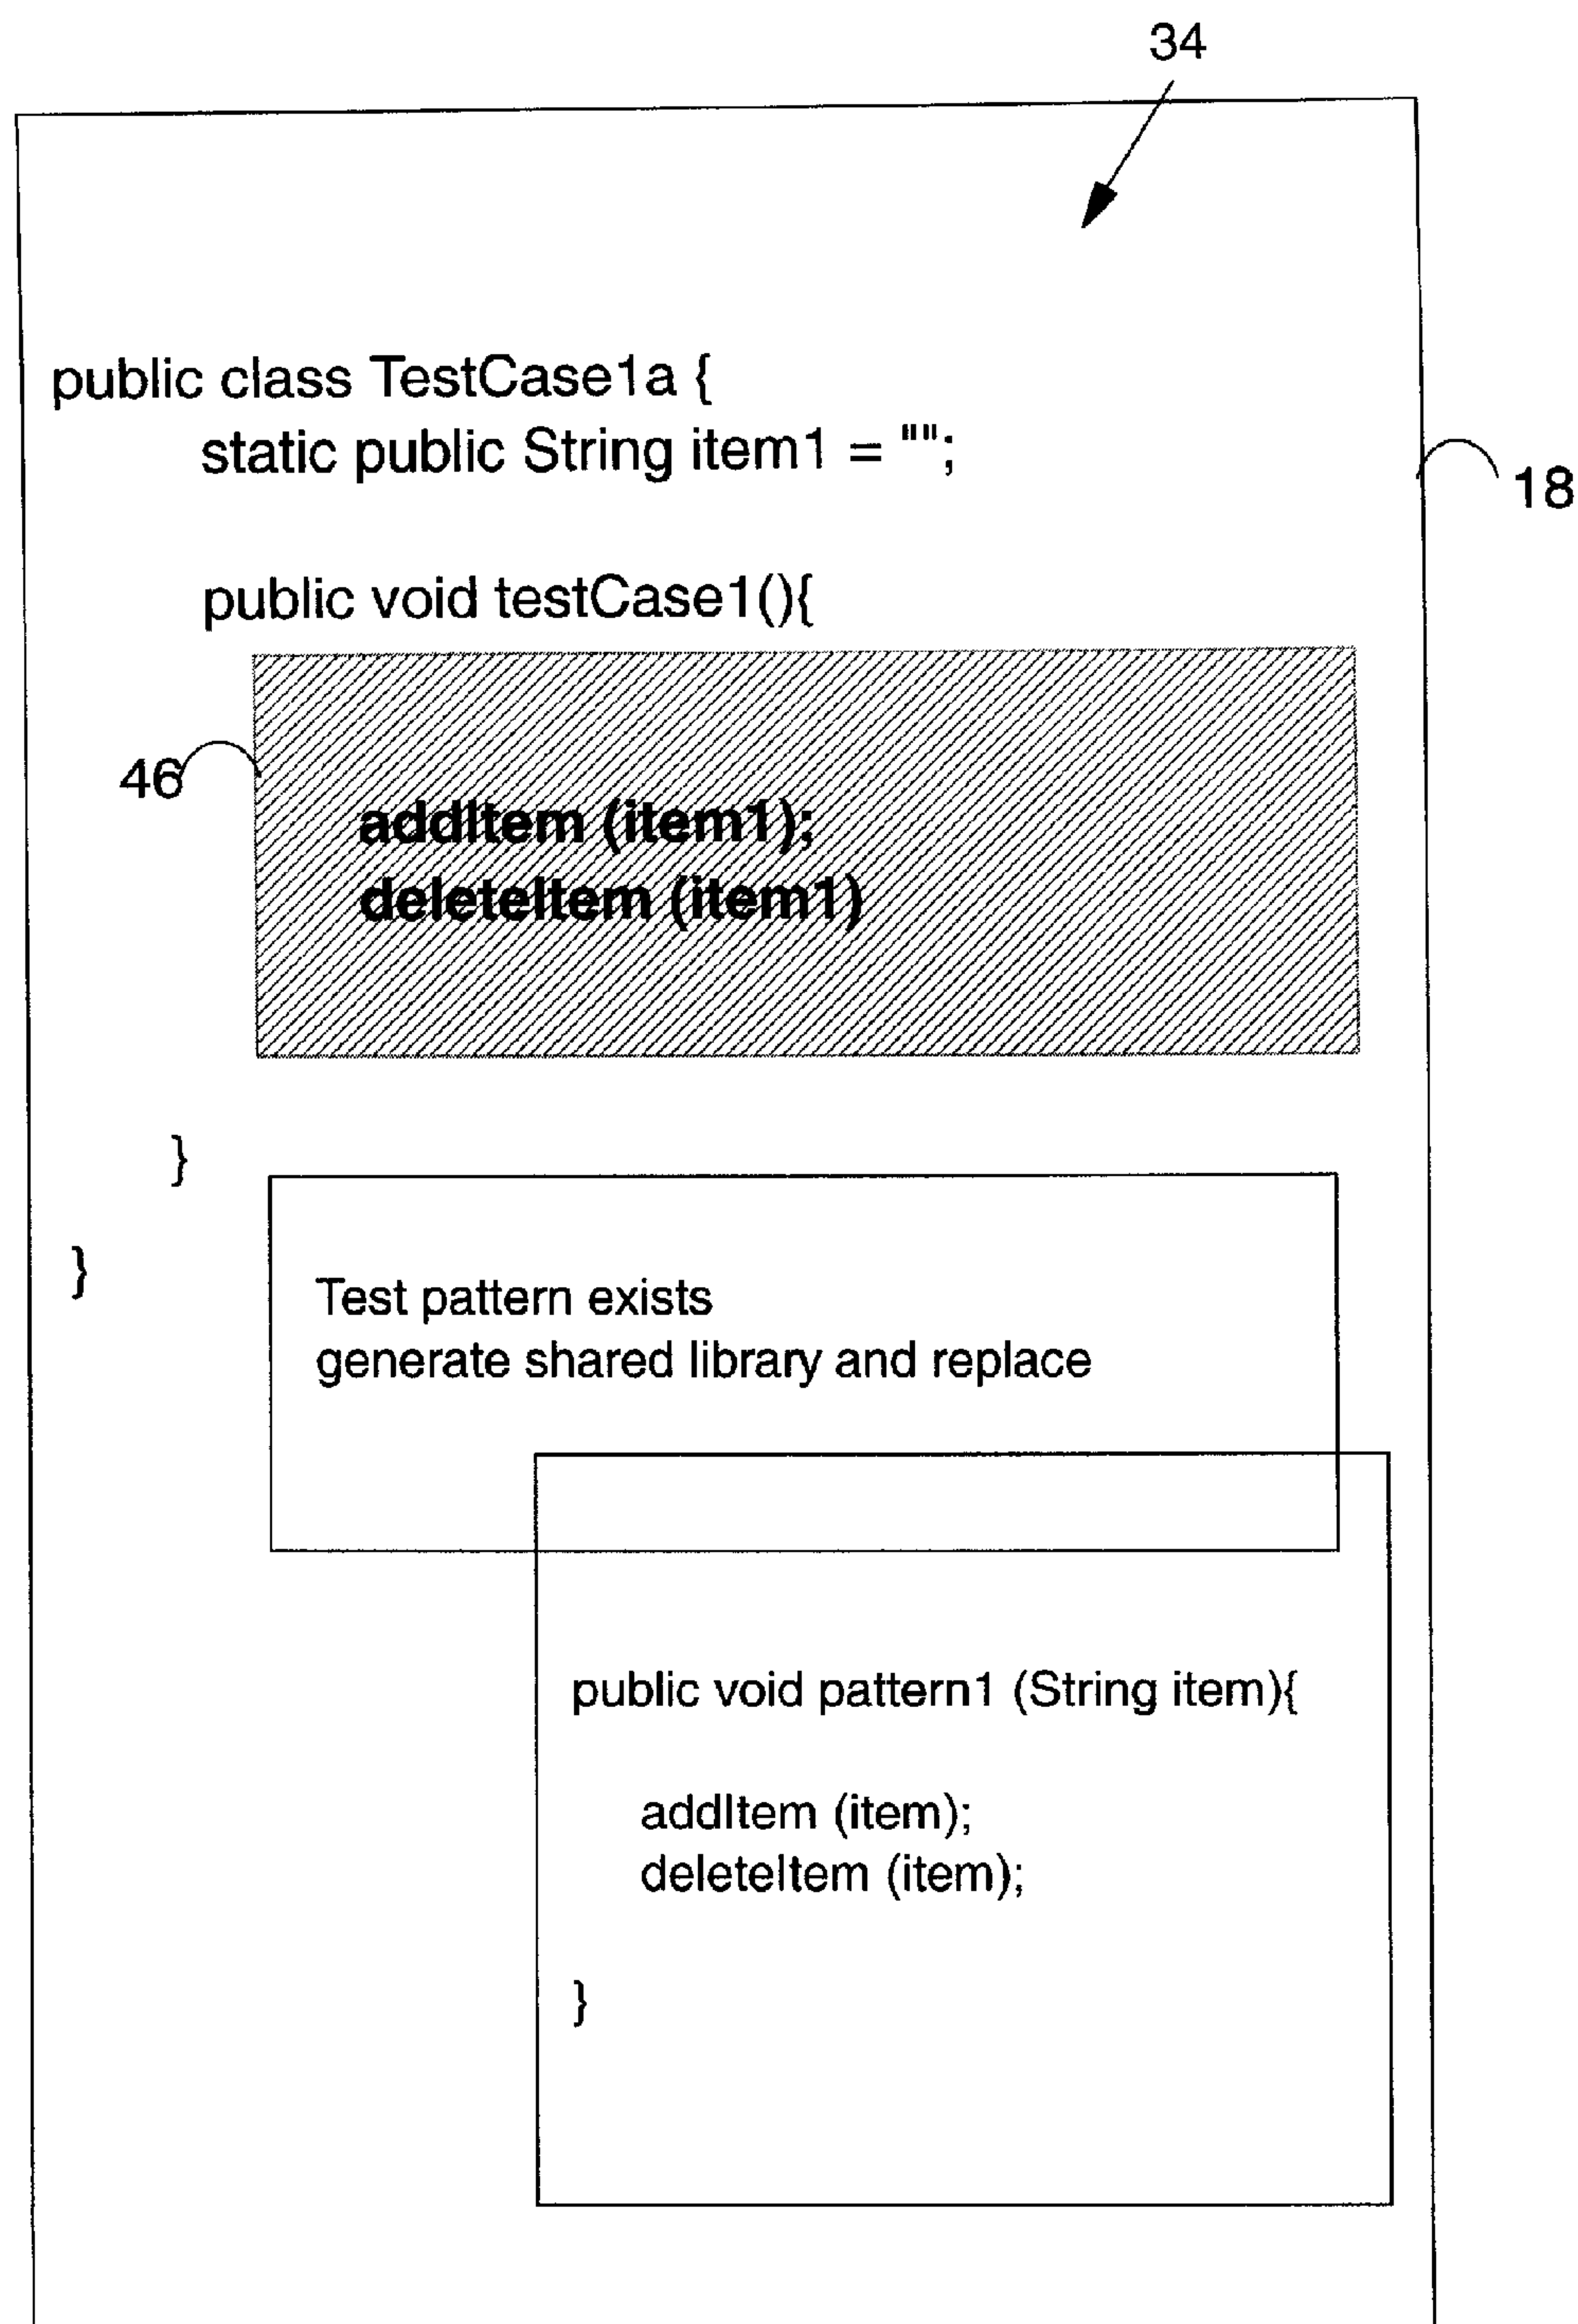 34
public class TestCase1a {
static public String item1 = "";
18
public void testCase1(){
46
addItem (item1);
deleteItem (item1)
}
}
Test pattern exists
generate shared library and replace
public void pattern1 (String item){
addItem (item);
deleteItem (item);
}